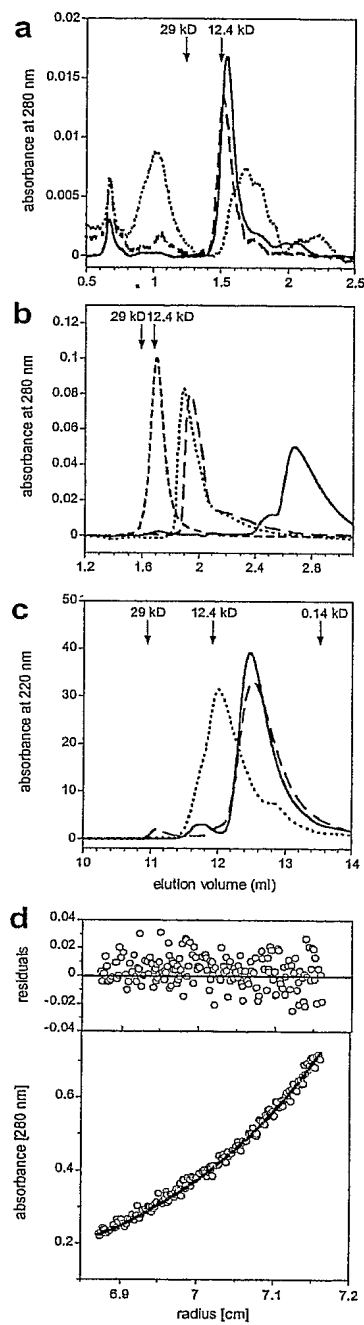 a
29 kD 12.4 kD
0.02
0.015
0.01
0.005
0
absorbance at 280 nm
0.5 1 1.5 2 2.5
b
29 kD 12.4 kD
0.12
0.1
0.08
0.06
0.04
0.02
0
absorbance at 280 nm
1.2 1.6 2 2.4 2.8
c
29 kD 12.4 kD 0.14 kD
50
40
30
20
10
0
absorbance at 220 nm
10 11 12 13 14
elution volume (ml)
d
0.04
0.02
0
-0.02
-0.04
residuals
0.6
0.4
0.2
absorbance [280 nm]
6.9 7 7.1 7.2
radius [cm]